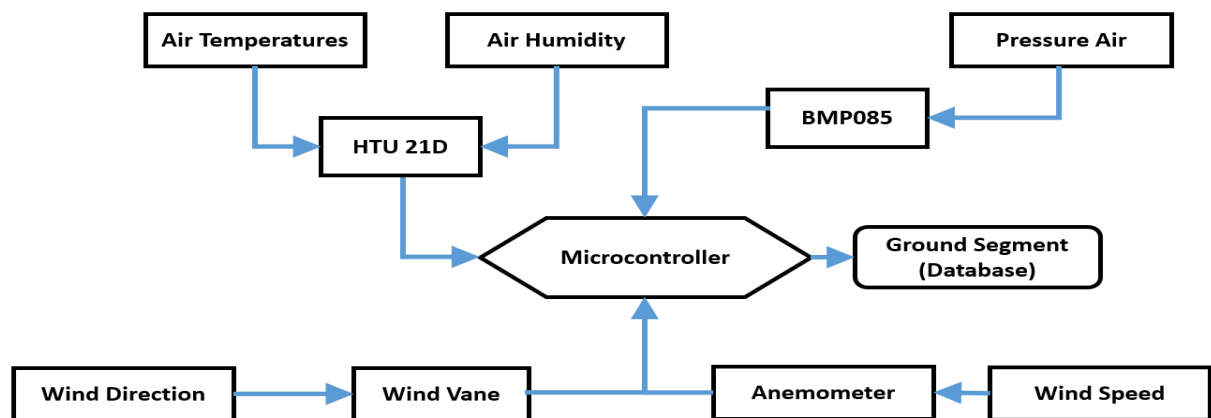 Air Temperatures
Air Humidity
Pressure Air
BMP085
HTU 21D
Microcontroller
Ground Segment
(Database)
Wind Direction
Wind Vane
Anemometer
Wind Speed